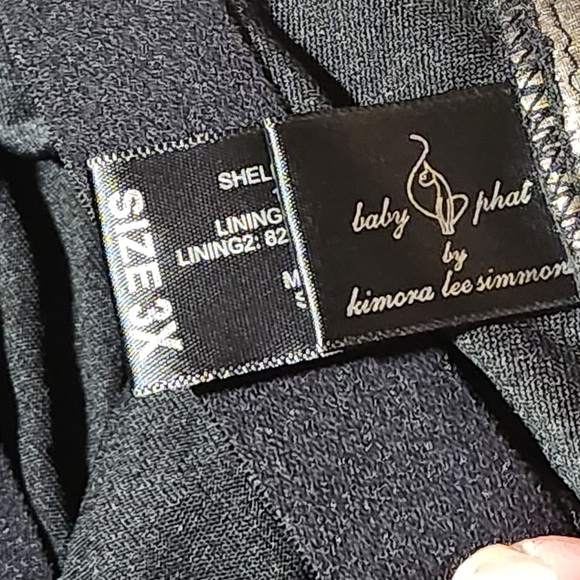 SIZE 3X
SHEL
LINING
LINING2: 82
M
baby phat
by
kimora lee simmon